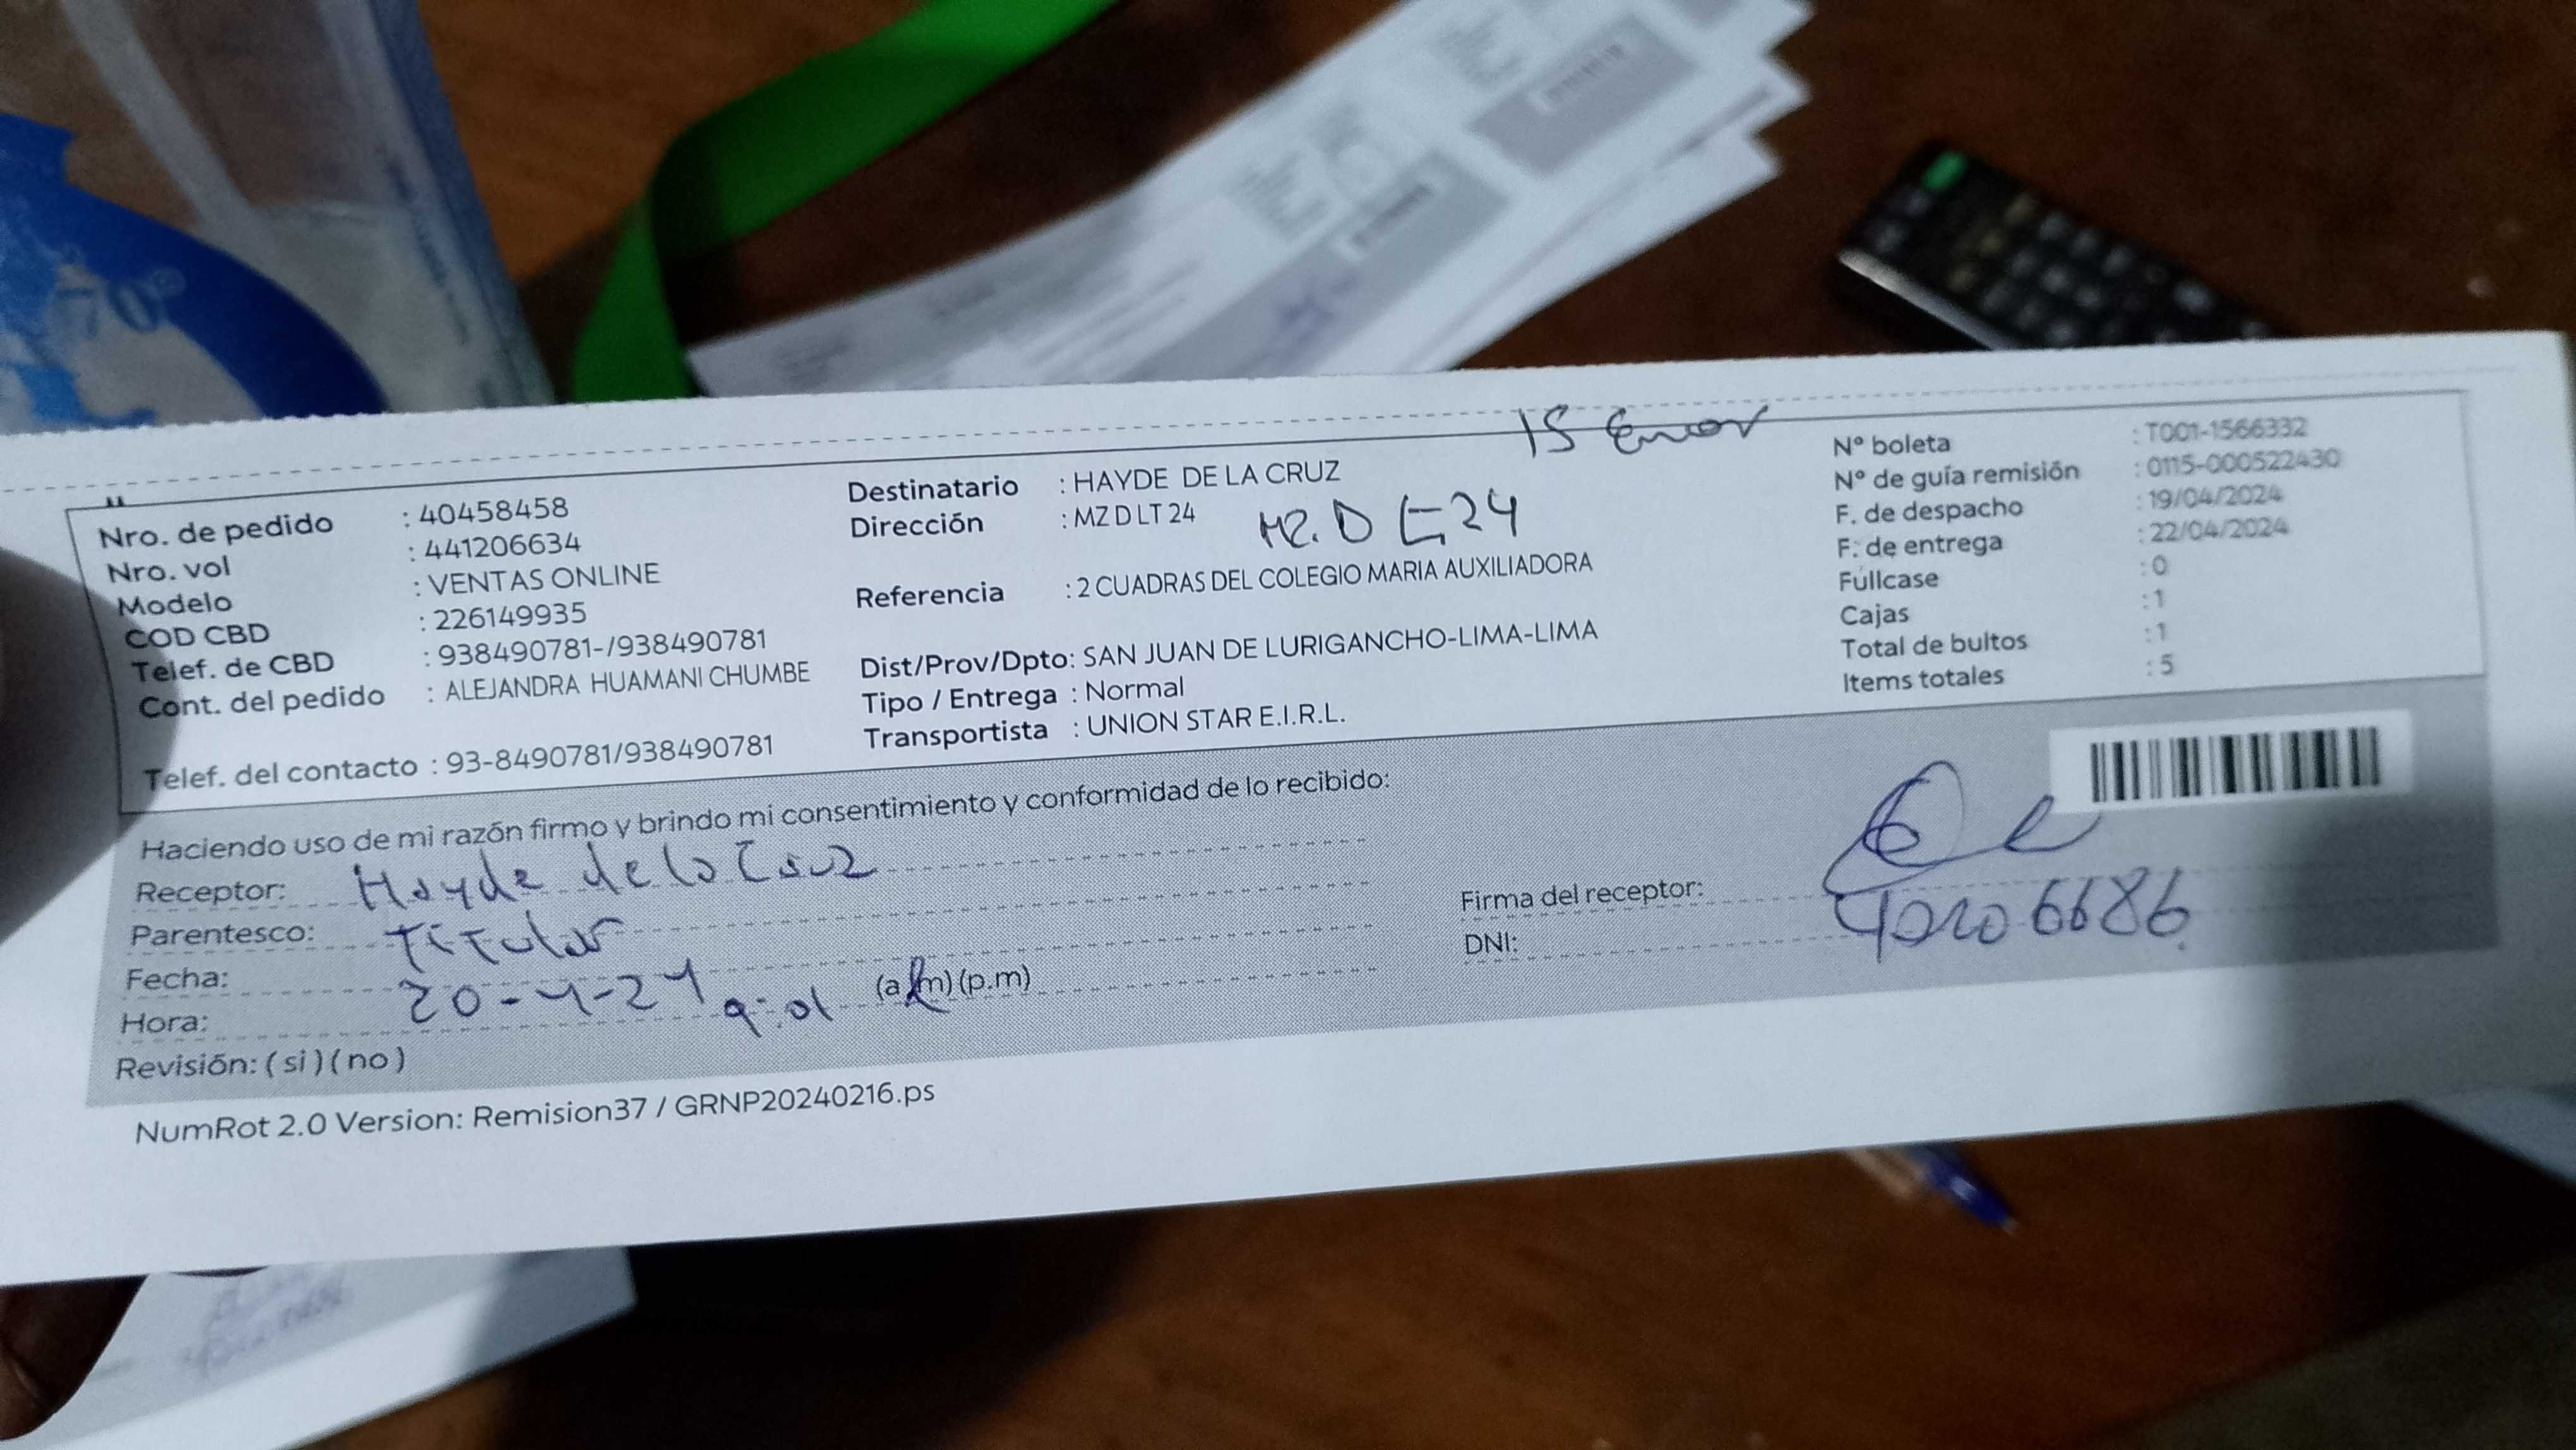 70°
15 Enero
Nro. de pedido : 40458458
Nro. vol : 441206634
Modelo : VENTAS ONLINE
COD CBD : 226149935
Telef. de CBD : 938490781-/938490781
Cont. del pedido : ALEJANDRA HUAMANI CHUMBE
Telef. del contacto : 93-8490781/938490781
Destinatario : HAYDE DE LA CRUZ
Dirección : MZ D LT 24
MZ. D L 24
Referencia : 2 CUADRAS DEL COLEGIO MARIA AUXILIADORA
Dist/Prov/Dpto: SAN JUAN DE LURIGANCHO-LIMA-LIMA
Tipo / Entrega : Normal
Transportista : UNION STAR E.I.R.L.
Nº boleta : T001-1566332
Nº de guía remisión : 0115-000522430
F. de despacho : 19/04/2024
F. de entrega : 22/04/2024
Fullcase : 0
Cajas : 1
Total de bultos : 1
Items totales : 5
Haciendo uso de mi razón firmo y brindo mi consentimiento y conformidad de lo recibido:
Receptor: Hayde de la Cruz
Parentesco: Titular
Fecha: 20-4-24
Hora: 9:01 (a.m) (p.m)
Revisión: ( si ) ( no )
Firma del receptor:
DNI: 40206686
NumRot 2.0 Version: Remision37 / GRNP20240216.ps